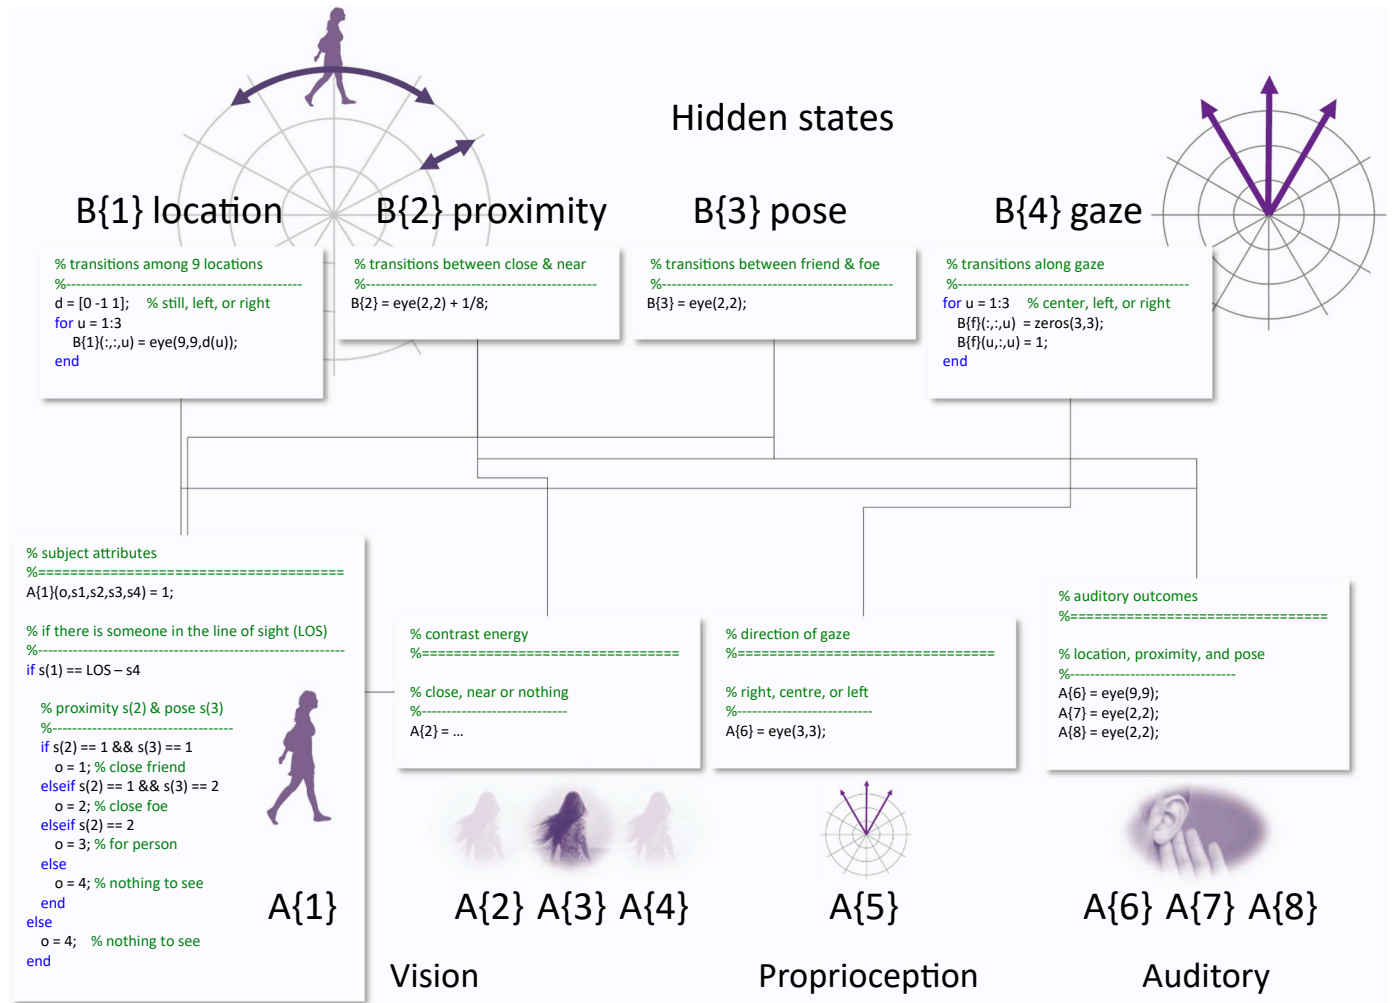 Hidden states
B{1} location
B{2} proximity
B{3} pose
B{4} gaze
% transitions among 9 locations
%--------------------------------------------
d = [0 -1 1];   % still, left, or right
for u = 1:3
B{1}(:,:,u) = eye(9,9,d(u));
end
% transitions between close & near
%--------------------------------------------
B{2} = eye(2,2) + 1/8;
% transitions between friend & foe
%--------------------------------------------
B{3} = eye(2,2);
% transitions along gaze
%--------------------------------------------
for u = 1:3   % center, left, or right
B{f}(:,:,u)  = zeros(3,3);
B{f}(u,:,u) = 1;
end
% subject attributes
%=====================================
A{1}(o,s1,s2,s3,s4) = 1;
% if there is someone in the line of sight (LOS)
%----------------------------------------------------------
if s(1) == LOS – s4
% proximity s(2) & pose s(3)
%----------------------------------
if s(2) == 1 && s(3) == 1
o = 1; % close friend
elseif s(2) == 1 && s(3) == 2
o = 2; % close foe
elseif s(2) == 2
o = 3; % for person
else
o = 4; % nothing to see
end
else
o = 4;   % nothing to see
end
A{1}
% contrast energy
%===============================
% close, near or nothing
%---------------------------
A{2} = ...
A{2} A{3} A{4}
Vision
% direction of gaze
%===============================
% right, centre, or left
%-------------------------
A{6} = eye(3,3);
A{5}
Proprioception
% auditory outcomes
%===============================
% location, proximity, and pose
%-------------------------------
A{6} = eye(9,9);
A{7} = eye(2,2);
A{8} = eye(2,2);
A{6} A{7} A{8}
Auditory